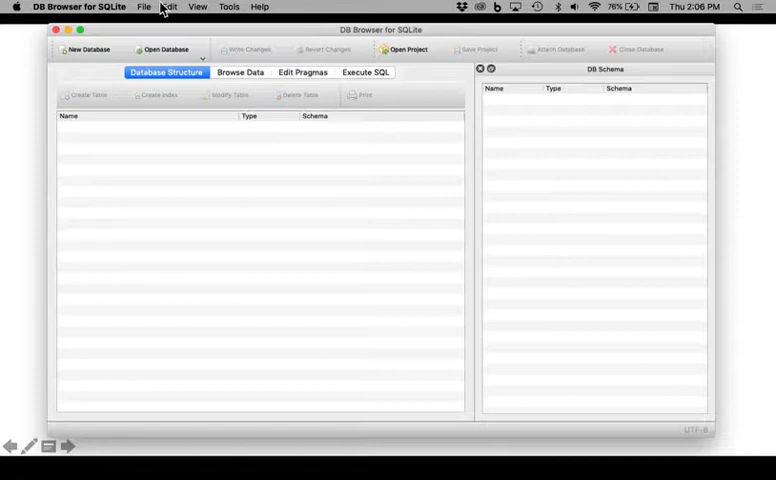 DB Browser for SQLite File Edit View Tools Help 76% Thu 2:06 PM
DB Browser for SQLite
New Database Open Database Write Changes Revert Changes Open Project Save Project Attach Database Close Database
Database Structure Browse Data Edit Pragmas Execute SQL
DB Schema
Create Table Create Index Modify Table Delete Table Print
Name Type Schema
Name Type Schema
UTF-8